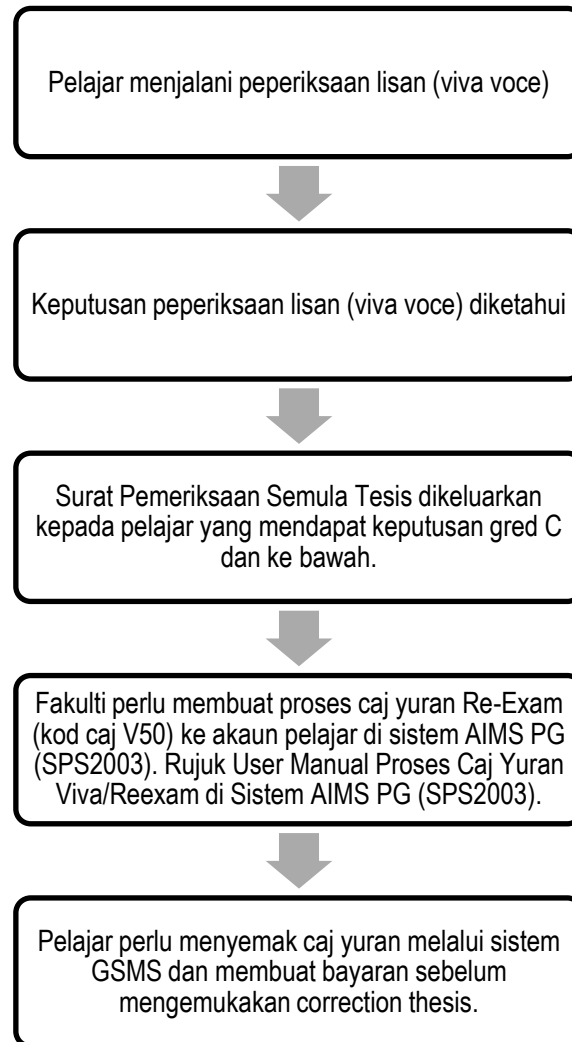 Pelajar menjalani peperiksaan lisan (viva voce)
Keputusan peperiksaan lisan (viva voce) diketahui
Surat Pemeriksaan Semula Tesis dikeluarkan
kepada pelajar yang mendapat keputusan gred C
dan ke bawah.
Fakulti perlu membuat proses caj yuran Re-Exam
(kod caj V50) ke akaun pelajar di sistem AIMS PG
(SPS2003). Rujuk User Manual Proses Caj Yuran
Viva/Reexam di Sistem AIMS PG (SPS2003).
Pelajar perlu menyemak caj yuran melalui sistem
GSMS dan membuat bayaran sebelum
mengemukakan correction thesis.